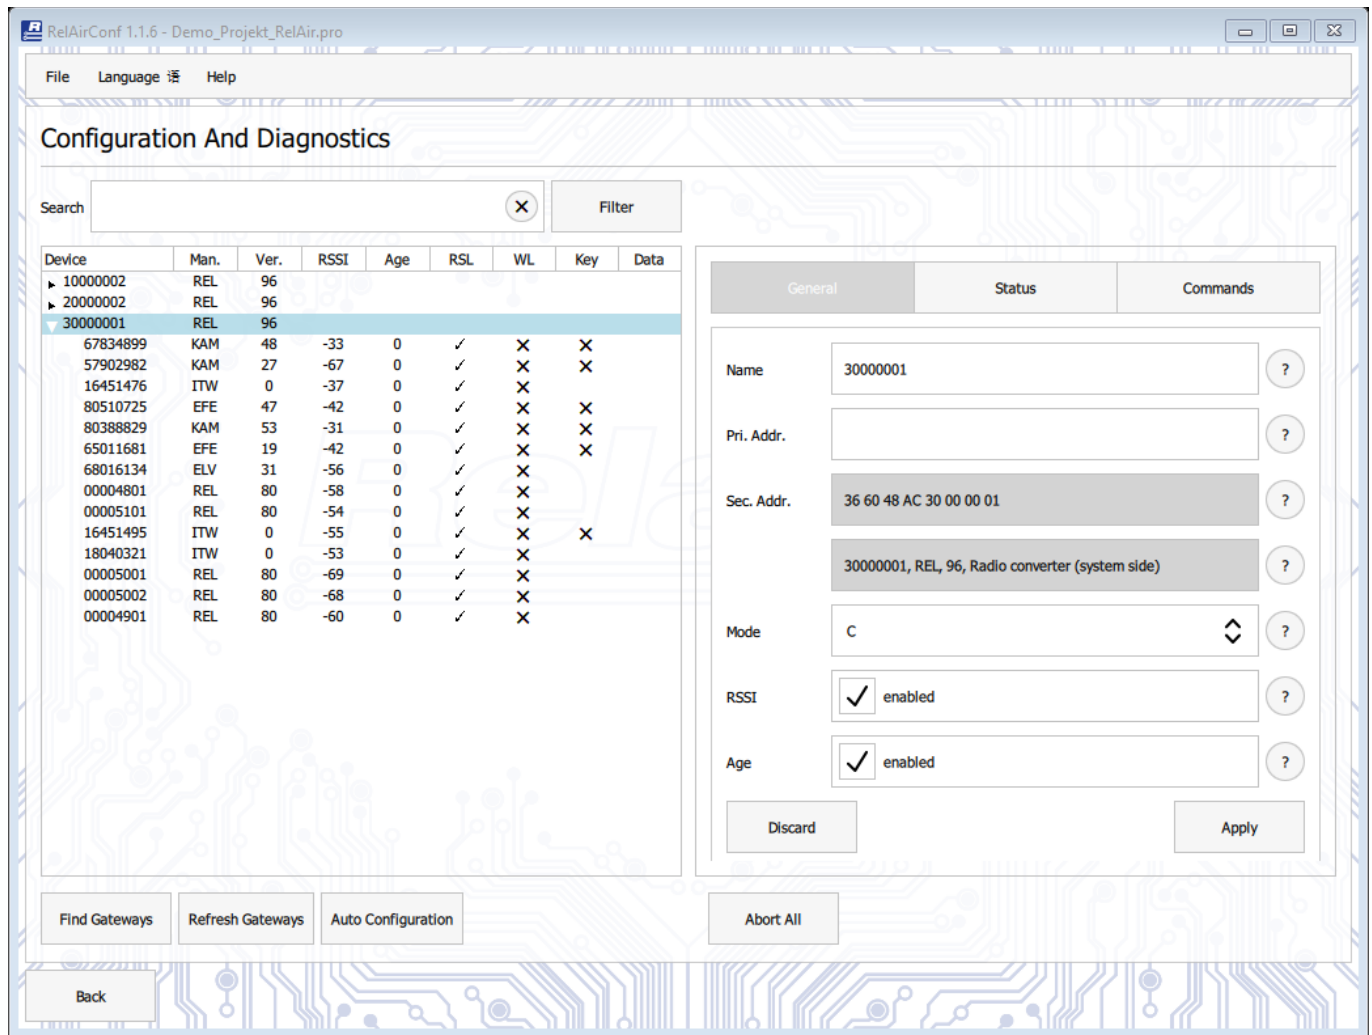 RelAirConf 1.1.6 - Demo_Projekt_RelAir.pro
File Language 语 Help
Configuration And Diagnostics
Search Filter
Device Man. Ver. RSSI Age RSL WL Key Data
10000002 REL 96
20000002 REL 96
30000001 REL 96
67834899 KAM 48 -33 0 ✓ ✕ ✕
57902982 KAM 27 -67 0 ✓ ✕ ✕
16451476 ITW 0 -37 0 ✓ ✕
80510725 EFE 47 -42 0 ✓ ✕ ✕
80388829 KAM 53 -31 0 ✓ ✕ ✕
65011681 EFE 19 -42 0 ✓ ✕ ✕
68016134 ELV 31 -56 0 ✓ ✕
00004801 REL 80 -58 0 ✓ ✕
00005101 REL 80 -54 0 ✓ ✕
16451495 ITW 0 -55 0 ✓ ✕ ✕
18040321 ITW 0 -53 0 ✓ ✕
00005001 REL 80 -69 0 ✓ ✕
00005002 REL 80 -68 0 ✓ ✕
00004901 REL 80 -60 0 ✓ ✕
General Status Commands
Name 30000001 ?
Pri. Addr. ?
Sec. Addr. 36 60 48 AC 30 00 00 01 ?
30000001, REL, 96, Radio converter (system side) ?
Mode C ?
RSSI ✓ enabled ?
Age ✓ enabled ?
Discard Apply
Find Gateways Refresh Gateways Auto Configuration Abort All
Back